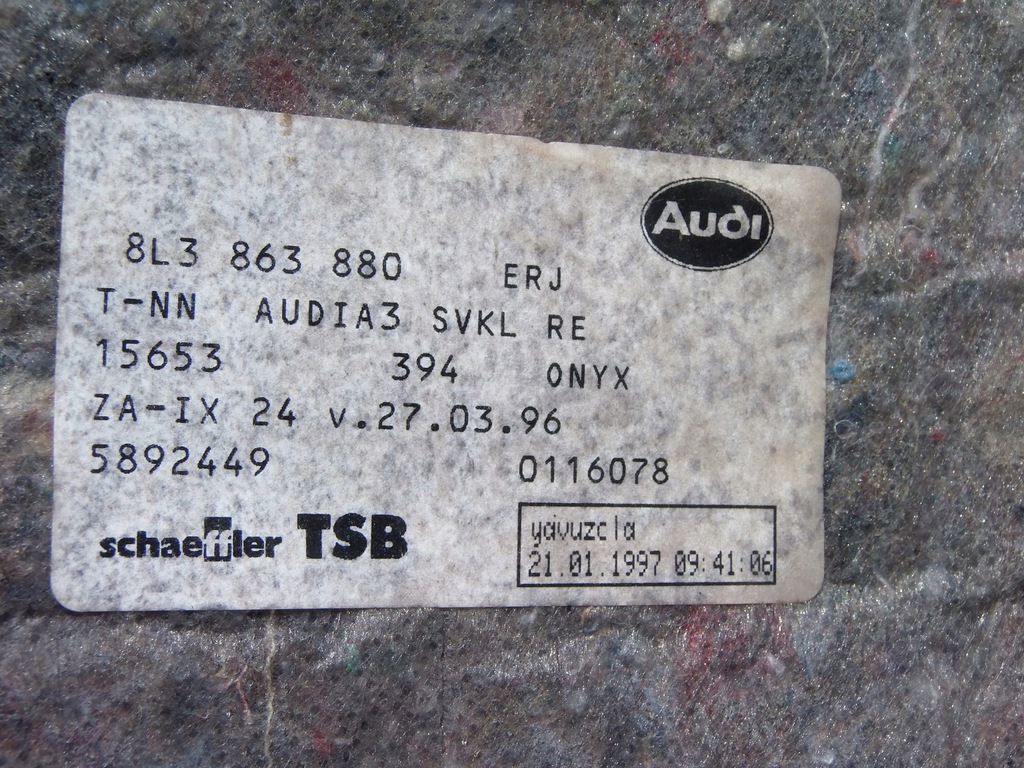 Audi
8L3 863 880 ERJ
T-NN AUDIA3 SVKL RE
15653 394 ONYX
ZA-IX 24 v.27.03.96
5892449 0116078
schaeffler TSB
yavuzcla
21.01.1997 09:41:06